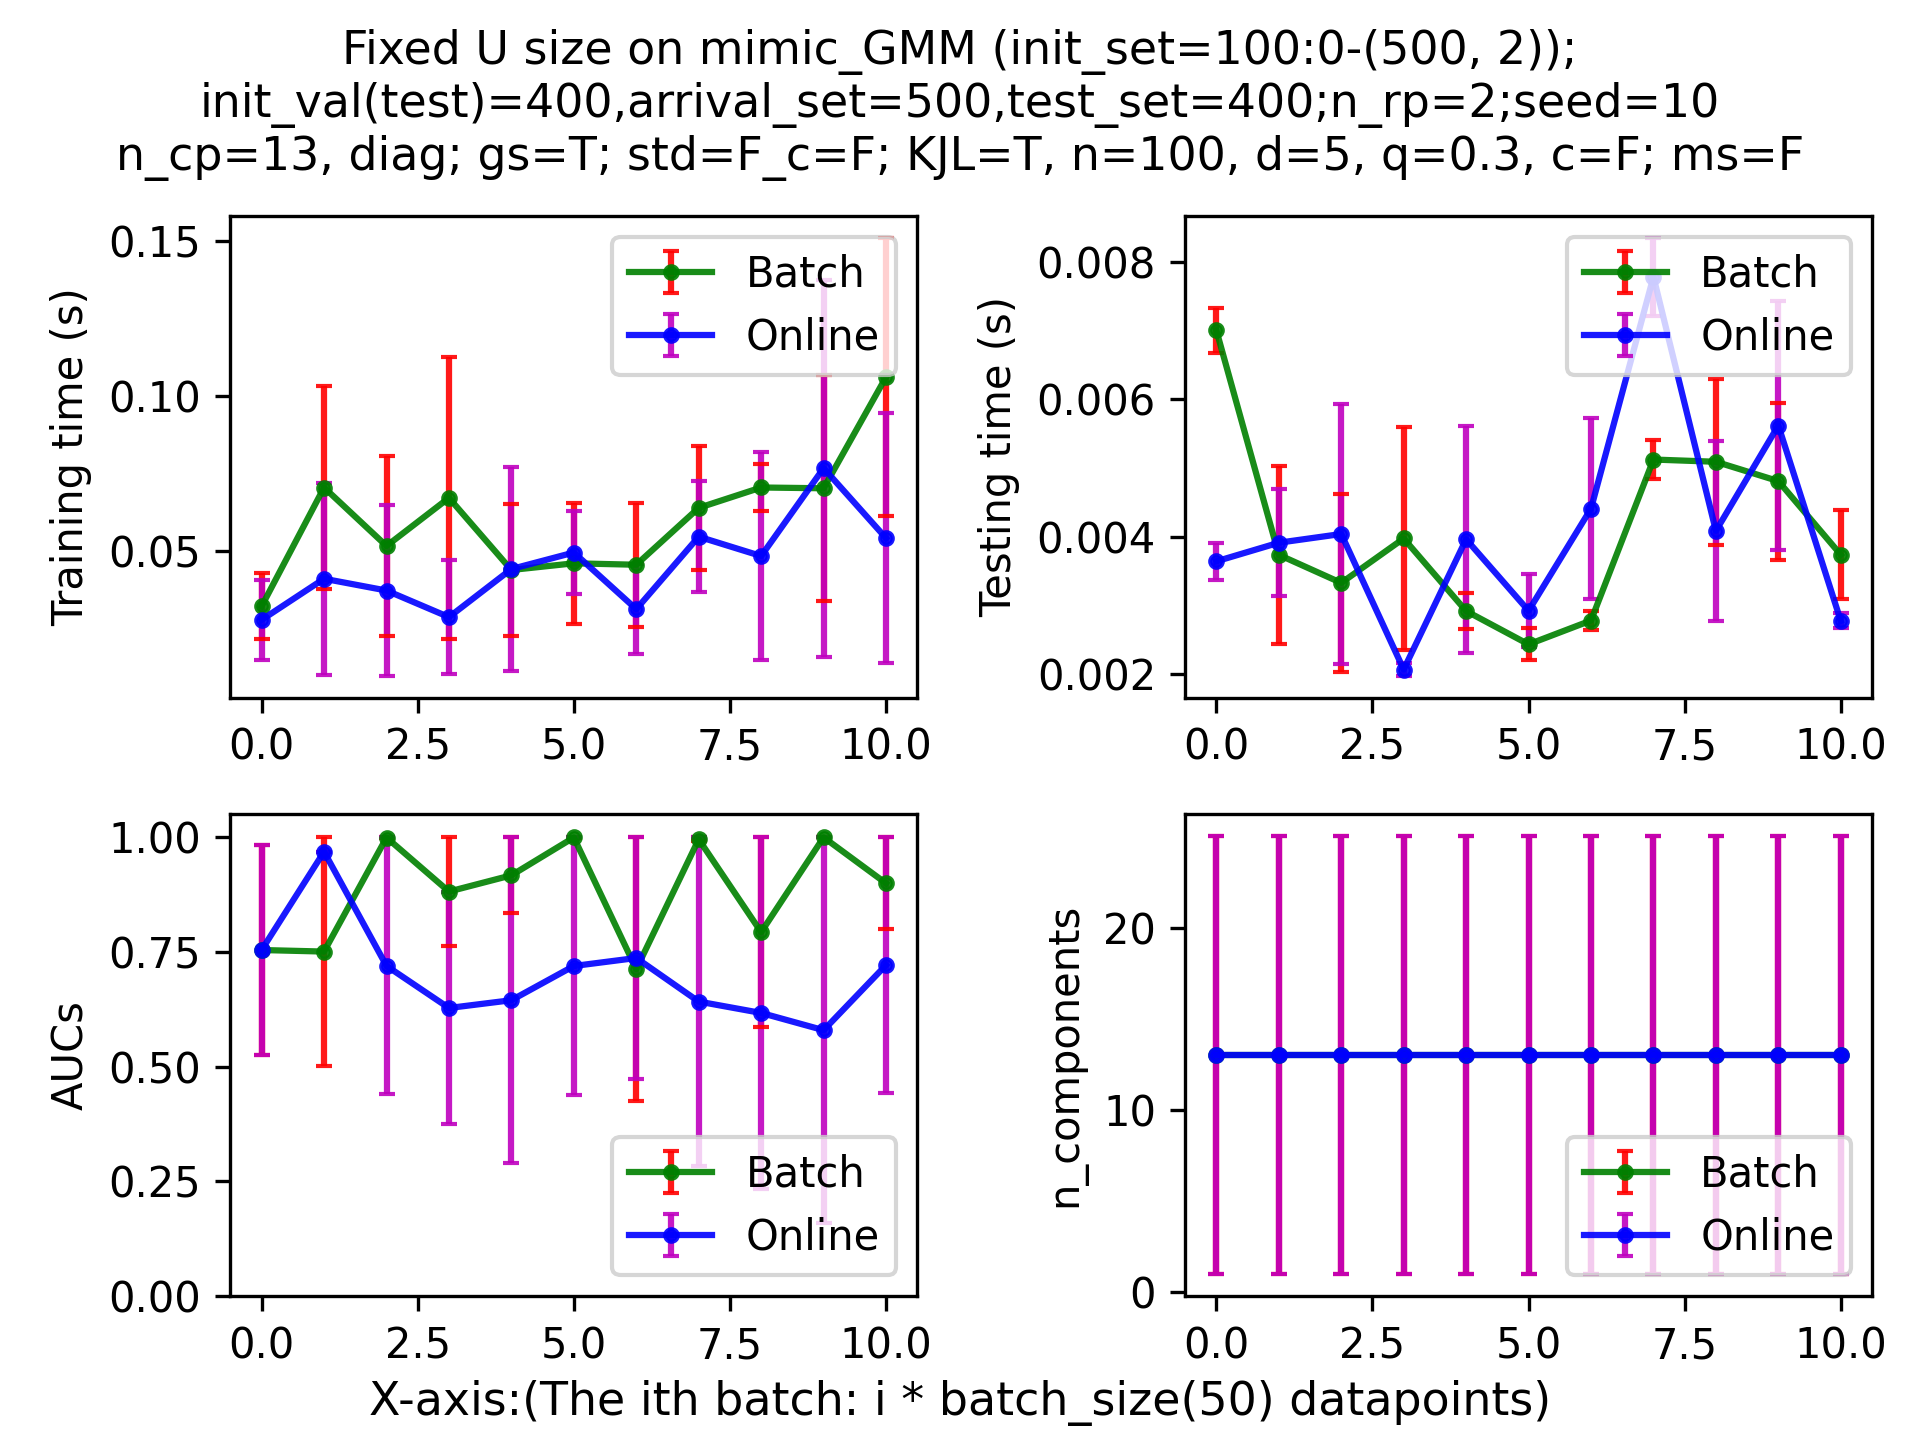 Fixed U size on mimic_GMM (init_set=100:0-(500, 2));
init_val(test)=400,arrival_set=500,test_set=400;n_rp=2;seed=10
n_cp=13, diag; gs=T; std=F_c=F; KJL=T, n=100, d=5, q=0.3, c=F; ms=F
Training time (s)
0.15
0.10
0.05
Batch
Online
0.0 2.5 5.0 7.5 10.0
Testing time (s)
0.008
0.006
0.004
0.002
Batch
Online
0.0 2.5 5.0 7.5 10.0
AUCs
1.00
0.75
0.50
0.25
0.00
Batch
Online
0.0 2.5 5.0 7.5 10.0
n_components
20
10
0
Batch
Online
0.0 2.5 5.0 7.5 10.0
X-axis:(The ith batch: i * batch_size(50) datapoints)